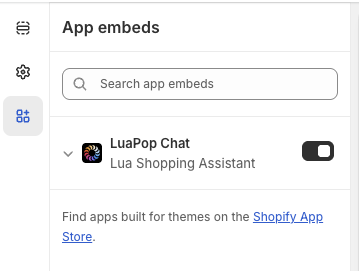 App embeds
Search app embeds
LuaPop Chat
Lua Shopping Assistant
Find apps built for themes on the Shopify App
Store.